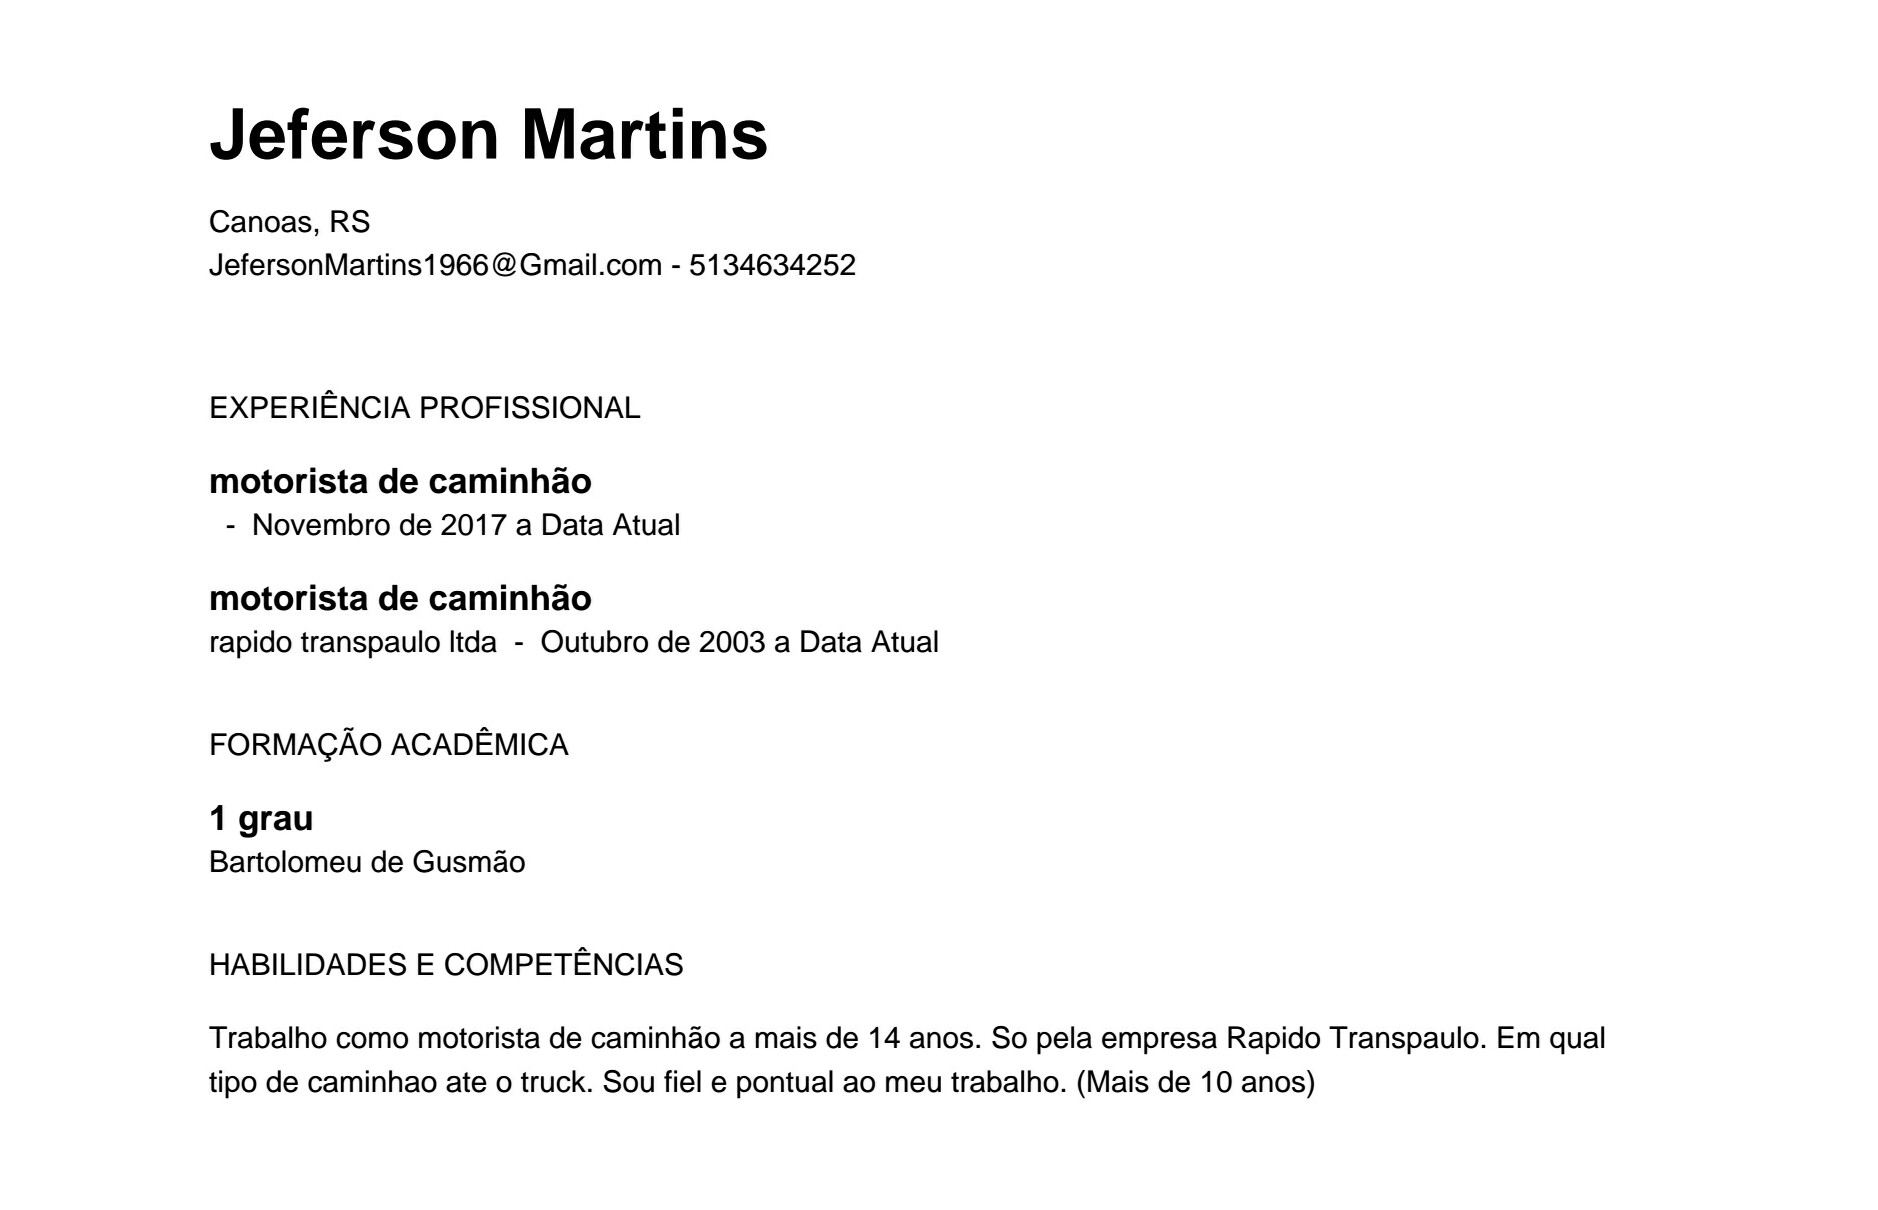 Jeferson Martins
Canoas, RS
JefersonMartins1966@Gmail.com - 5134634252
EXPERIÊNCIA PROFISSIONAL
motorista de caminhão
- Novembro de 2017 a Data Atual
motorista de caminhão
rapido transpaulo ltda - Outubro de 2003 a Data Atual
FORMAÇÃO ACADÊMICA
1 grau
Bartolomeu de Gusmão
HABILIDADES E COMPETÊNCIAS
Trabalho como motorista de caminhão a mais de 14 anos. So pela empresa Rapido Transpaulo. Em qual
tipo de caminhao ate o truck. Sou fiel e pontual ao meu trabalho. (Mais de 10 anos)